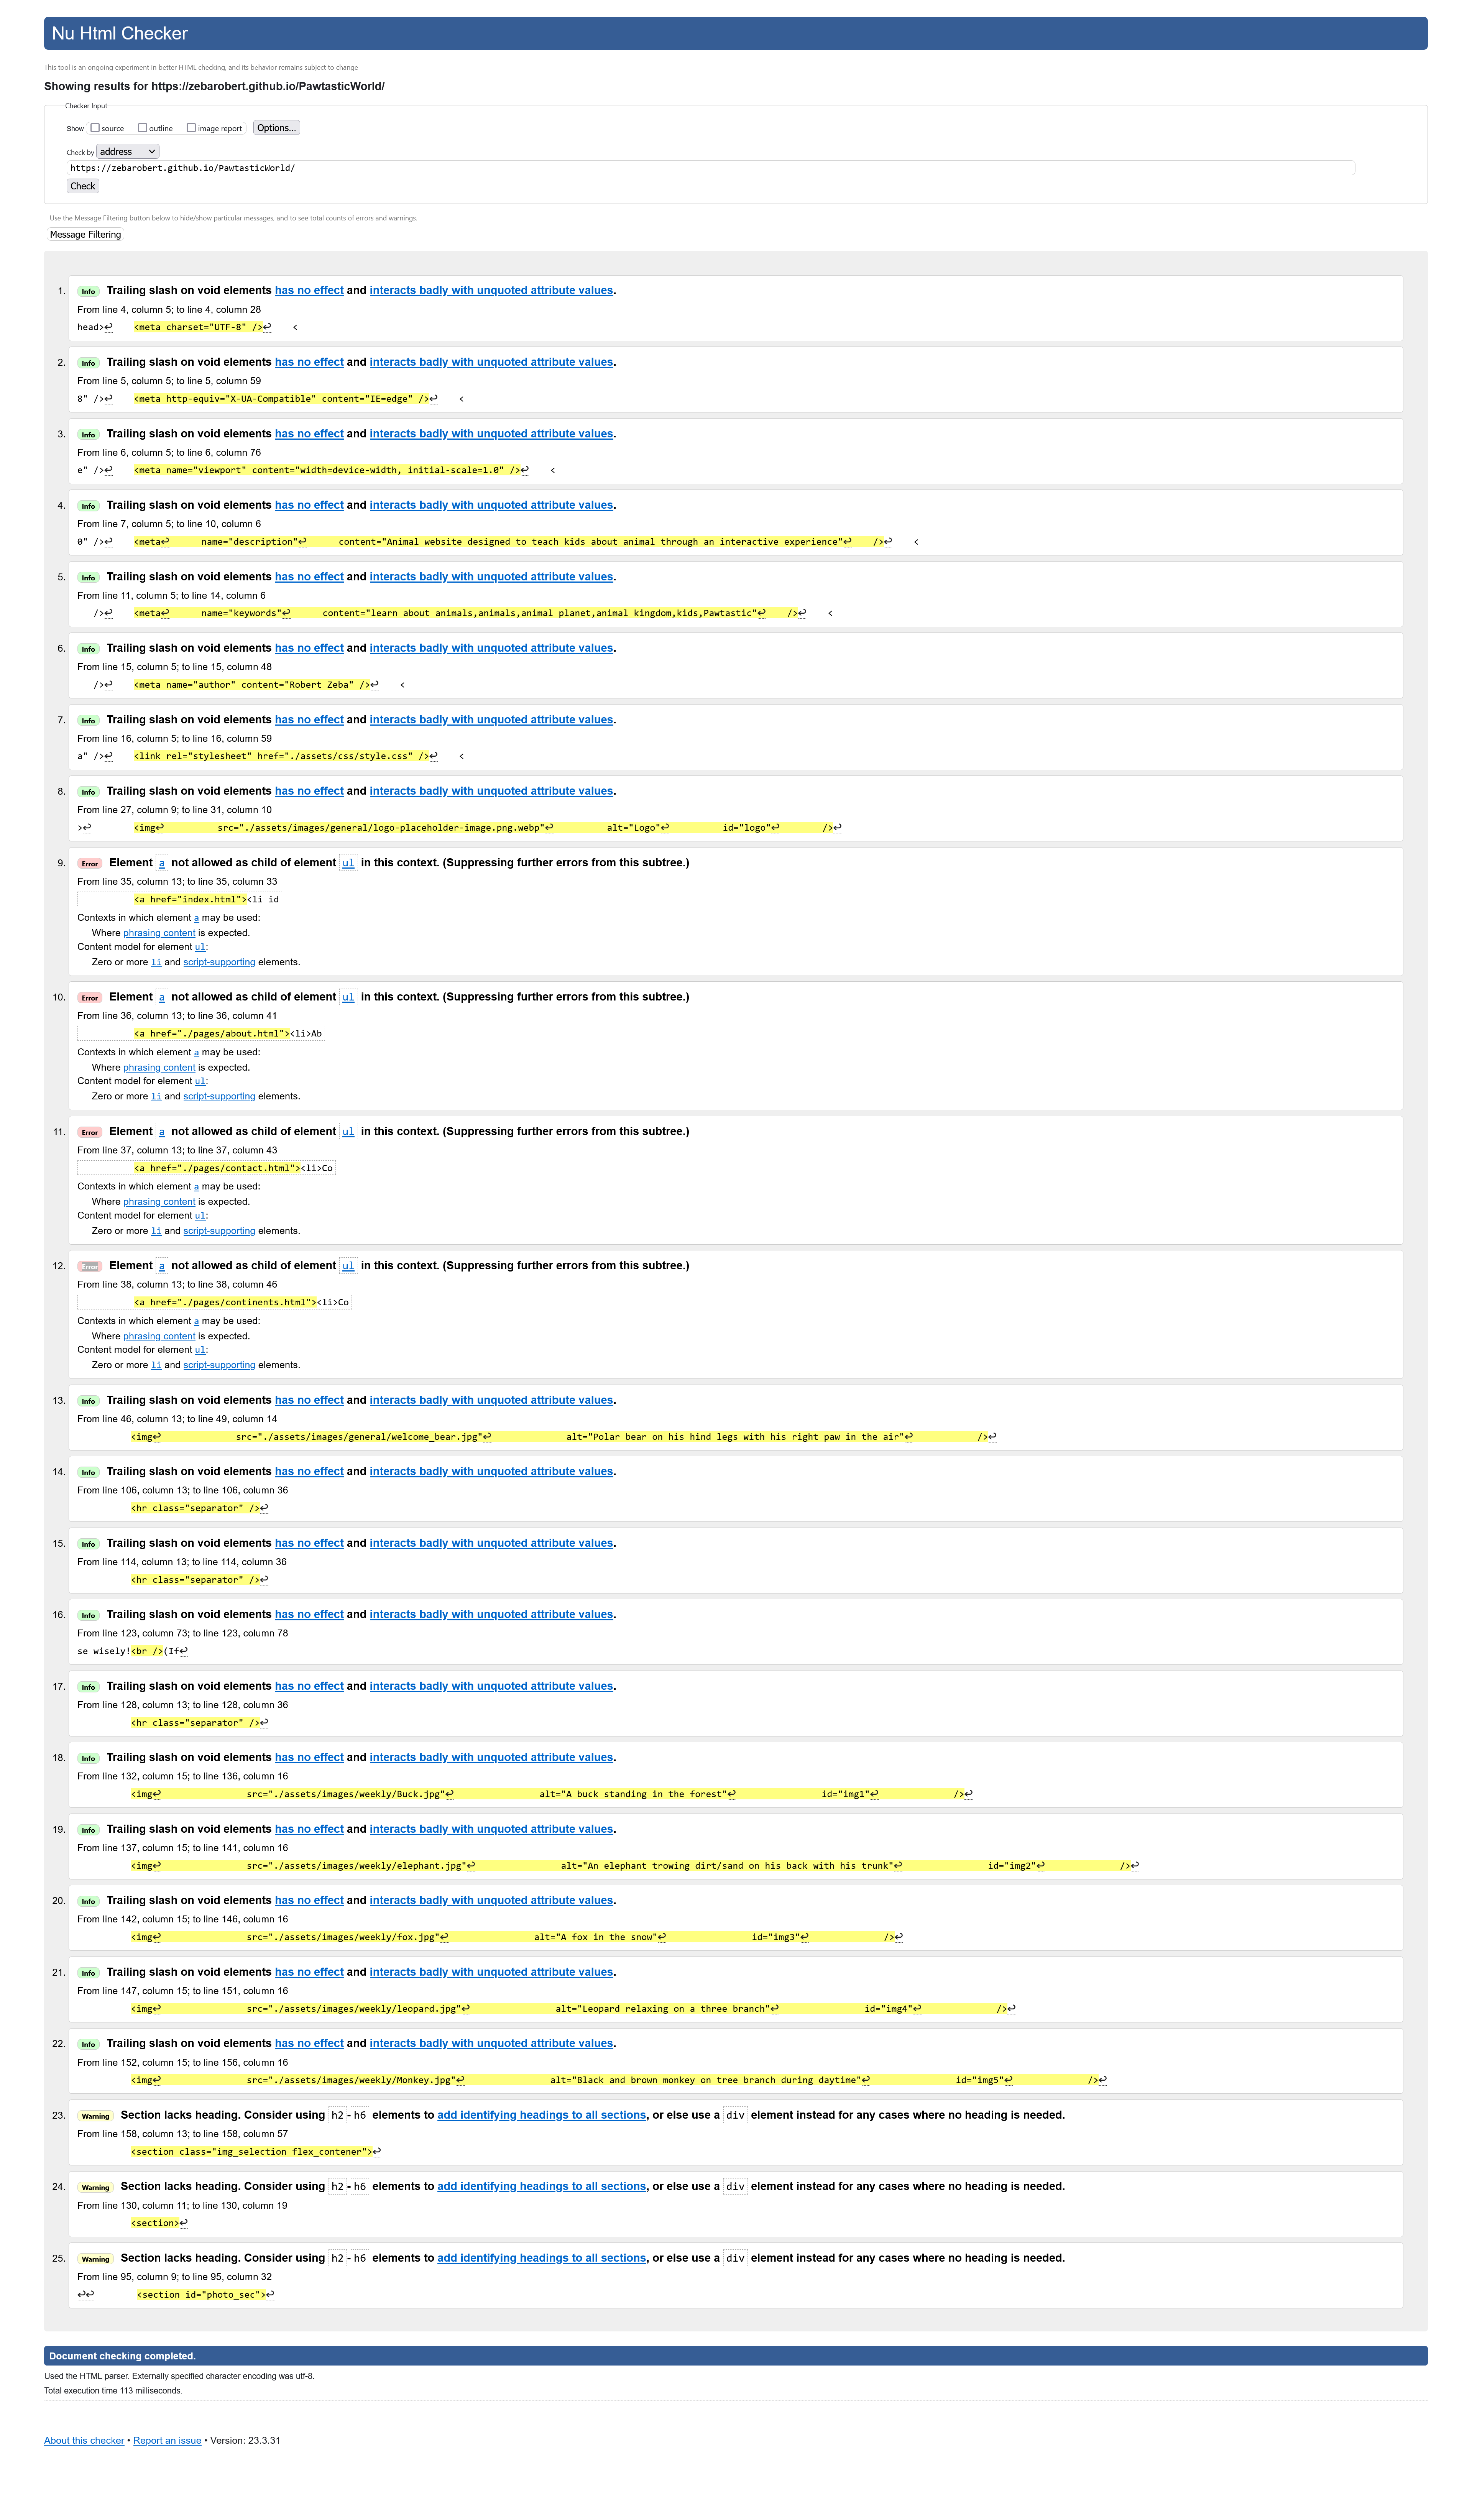 Nu Html Checker
This tool is an ongoing experiment in better HTML checking, and its behavior remains subject to change
Showing results for https://zebarobert.github.io/PawtasticWorld/
Checker Input
Show source outline image report Options...
Check by address
https://zebarobert.github.io/PawtasticWorld/
Check
Use the Message Filtering button below to hide/show particular messages, and to see total counts of errors and warnings.
Message Filtering
1. Info Trailing slash on void elements has no effect and interacts badly with unquoted attribute values.
From line 4, column 5; to line 4, column 28
head>↩    <meta charset="UTF-8" />↩    <
2. Info Trailing slash on void elements has no effect and interacts badly with unquoted attribute values.
From line 5, column 5; to line 5, column 59
8" />↩    <meta http-equiv="X-UA-Compatible" content="IE=edge" />↩    <
3. Info Trailing slash on void elements has no effect and interacts badly with unquoted attribute values.
From line 6, column 5; to line 6, column 76
e" />↩    <meta name="viewport" content="width=device-width, initial-scale=1.0" />↩    <
4. Info Trailing slash on void elements has no effect and interacts badly with unquoted attribute values.
From line 7, column 5; to line 10, column 6
0" />↩    <meta↩      name="description"↩      content="Animal website designed to teach kids about animal through an interactive experience"↩    />↩    <
5. Info Trailing slash on void elements has no effect and interacts badly with unquoted attribute values.
From line 11, column 5; to line 14, column 6
/>↩    <meta↩      name="keywords"↩      content="learn about animals,animals,animal planet,animal kingdom,kids,Pawtastic"↩    />↩    <
6. Info Trailing slash on void elements has no effect and interacts badly with unquoted attribute values.
From line 15, column 5; to line 15, column 48
/>↩    <meta name="author" content="Robert Zeba" />↩    <
7. Info Trailing slash on void elements has no effect and interacts badly with unquoted attribute values.
From line 16, column 5; to line 16, column 59
a" />↩    <link rel="stylesheet" href="./assets/css/style.css" />↩    <
8. Info Trailing slash on void elements has no effect and interacts badly with unquoted attribute values.
From line 27, column 9; to line 31, column 10
>↩        <img↩          src="./assets/images/general/logo-placeholder-image.png.webp"↩          alt="Logo"↩          id="logo"↩        />↩
9. Error Element a not allowed as child of element ul in this context. (Suppressing further errors from this subtree.)
From line 35, column 13; to line 35, column 33
<a href="index.html"><li id
Contexts in which element a may be used:
Where phrasing content is expected.
Content model for element ul:
Zero or more li and script-supporting elements.
10. Error Element a not allowed as child of element ul in this context. (Suppressing further errors from this subtree.)
From line 36, column 13; to line 36, column 41
<a href="./pages/about.html"><li>Ab
Contexts in which element a may be used:
Where phrasing content is expected.
Content model for element ul:
Zero or more li and script-supporting elements.
11. Error Element a not allowed as child of element ul in this context. (Suppressing further errors from this subtree.)
From line 37, column 13; to line 37, column 43
<a href="./pages/contact.html"><li>Co
Contexts in which element a may be used:
Where phrasing content is expected.
Content model for element ul:
Zero or more li and script-supporting elements.
12. Error Element a not allowed as child of element ul in this context. (Suppressing further errors from this subtree.)
From line 38, column 13; to line 38, column 46
<a href="./pages/continents.html"><li>Co
Contexts in which element a may be used:
Where phrasing content is expected.
Content model for element ul:
Zero or more li and script-supporting elements.
13. Info Trailing slash on void elements has no effect and interacts badly with unquoted attribute values.
From line 46, column 13; to line 49, column 14
<img↩              src="./assets/images/general/welcome_bear.jpg"↩              alt="Polar bear on his hind legs with his right paw in the air"↩            />↩
14. Info Trailing slash on void elements has no effect and interacts badly with unquoted attribute values.
From line 106, column 13; to line 106, column 36
<hr class="separator" />↩
15. Info Trailing slash on void elements has no effect and interacts badly with unquoted attribute values.
From line 114, column 13; to line 114, column 36
<hr class="separator" />↩
16. Info Trailing slash on void elements has no effect and interacts badly with unquoted attribute values.
From line 123, column 73; to line 123, column 78
se wisely!<br />(If↩
17. Info Trailing slash on void elements has no effect and interacts badly with unquoted attribute values.
From line 128, column 13; to line 128, column 36
<hr class="separator" />↩
18. Info Trailing slash on void elements has no effect and interacts badly with unquoted attribute values.
From line 132, column 15; to line 136, column 16
<img↩                src="./assets/images/weekly/Buck.jpg"↩                alt="A buck standing in the forest"↩                id="img1"↩              />↩
19. Info Trailing slash on void elements has no effect and interacts badly with unquoted attribute values.
From line 137, column 15; to line 141, column 16
<img↩                src="./assets/images/weekly/elephant.jpg"↩                alt="An elephant trowing dirt/sand on his back with his trunk"↩                id="img2"↩              />↩
20. Info Trailing slash on void elements has no effect and interacts badly with unquoted attribute values.
From line 142, column 15; to line 146, column 16
<img↩                src="./assets/images/weekly/fox.jpg"↩                alt="A fox in the snow"↩                id="img3"↩              />↩
21. Info Trailing slash on void elements has no effect and interacts badly with unquoted attribute values.
From line 147, column 15; to line 151, column 16
<img↩                src="./assets/images/weekly/leopard.jpg"↩                alt="Leopard relaxing on a three branch"↩                id="img4"↩              />↩
22. Info Trailing slash on void elements has no effect and interacts badly with unquoted attribute values.
From line 152, column 15; to line 156, column 16
<img↩                src="./assets/images/weekly/Monkey.jpg"↩                alt="Black and brown monkey on tree branch during daytime"↩                id="img5"↩              />↩
23. Warning Section lacks heading. Consider using h2-h6 elements to add identifying headings to all sections, or else use a div element instead for any cases where no heading is needed.
From line 158, column 13; to line 158, column 57
<section class="img_selection flex_contener">↩
24. Warning Section lacks heading. Consider using h2-h6 elements to add identifying headings to all sections, or else use a div element instead for any cases where no heading is needed.
From line 130, column 11; to line 130, column 19
<section>↩
25. Warning Section lacks heading. Consider using h2-h6 elements to add identifying headings to all sections, or else use a div element instead for any cases where no heading is needed.
From line 95, column 9; to line 95, column 32
↩↩        <section id="photo_sec">↩
Document checking completed.
Used the HTML parser. Externally specified character encoding was utf-8.
Total execution time 113 milliseconds.
About this checker • Report an issue • Version: 23.3.31